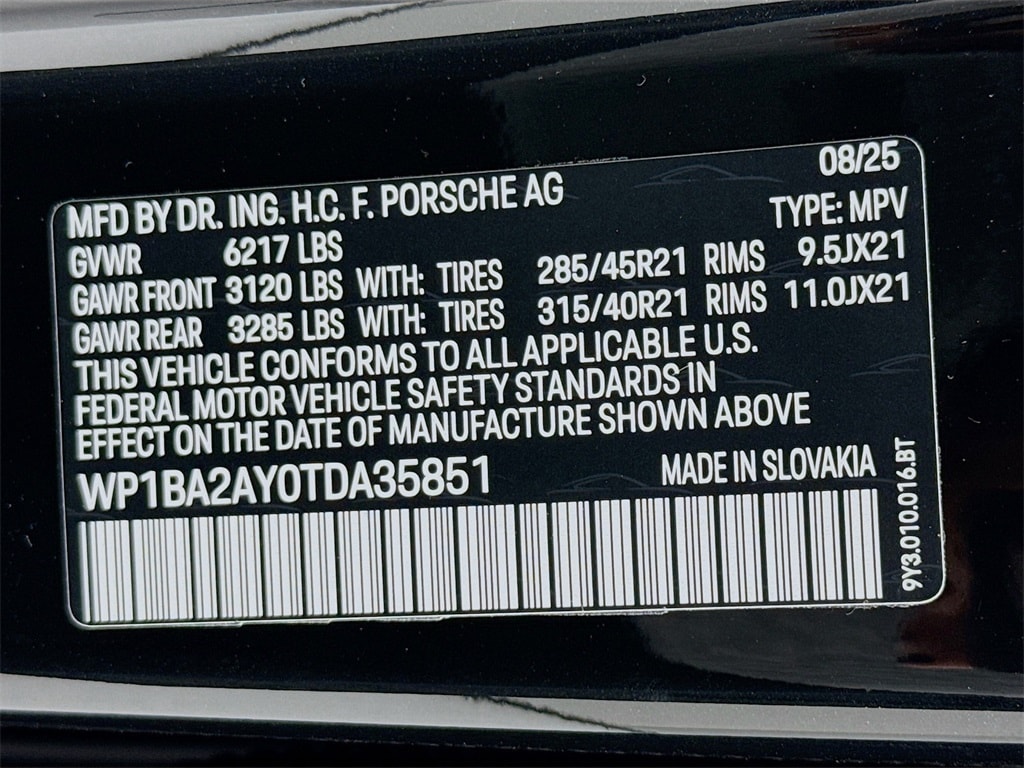 08/25
MFD BY DR. ING. H.C. F. PORSCHE AG
TYPE: MPV
GVWR 6217 LBS
GAWR FRONT 3120 LBS WITH: TIRES 285/45R21 RIMS 9.5JX21
GAWR REAR 3285 LBS WITH: TIRES 315/40R21 RIMS 11.0JX21
THIS VEHICLE CONFORMS TO ALL APPLICABLE U.S.
FEDERAL MOTOR VEHICLE SAFETY STANDARDS IN
EFFECT ON THE DATE OF MANUFACTURE SHOWN ABOVE
WP1BA2AY0TDA35851 MADE IN SLOVAKIA
9Y3.010.016.BT